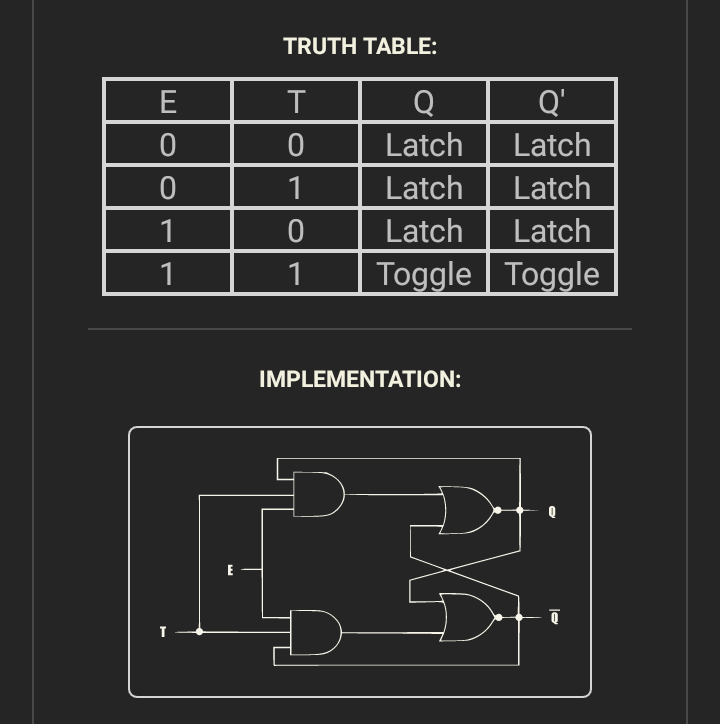 TRUTH TABLE:
E T Q Q'
0 0 Latch Latch
0 1 Latch Latch
1 0 Latch Latch
1 1 Toggle Toggle
IMPLEMENTATION:
Q
E
T
Q̅